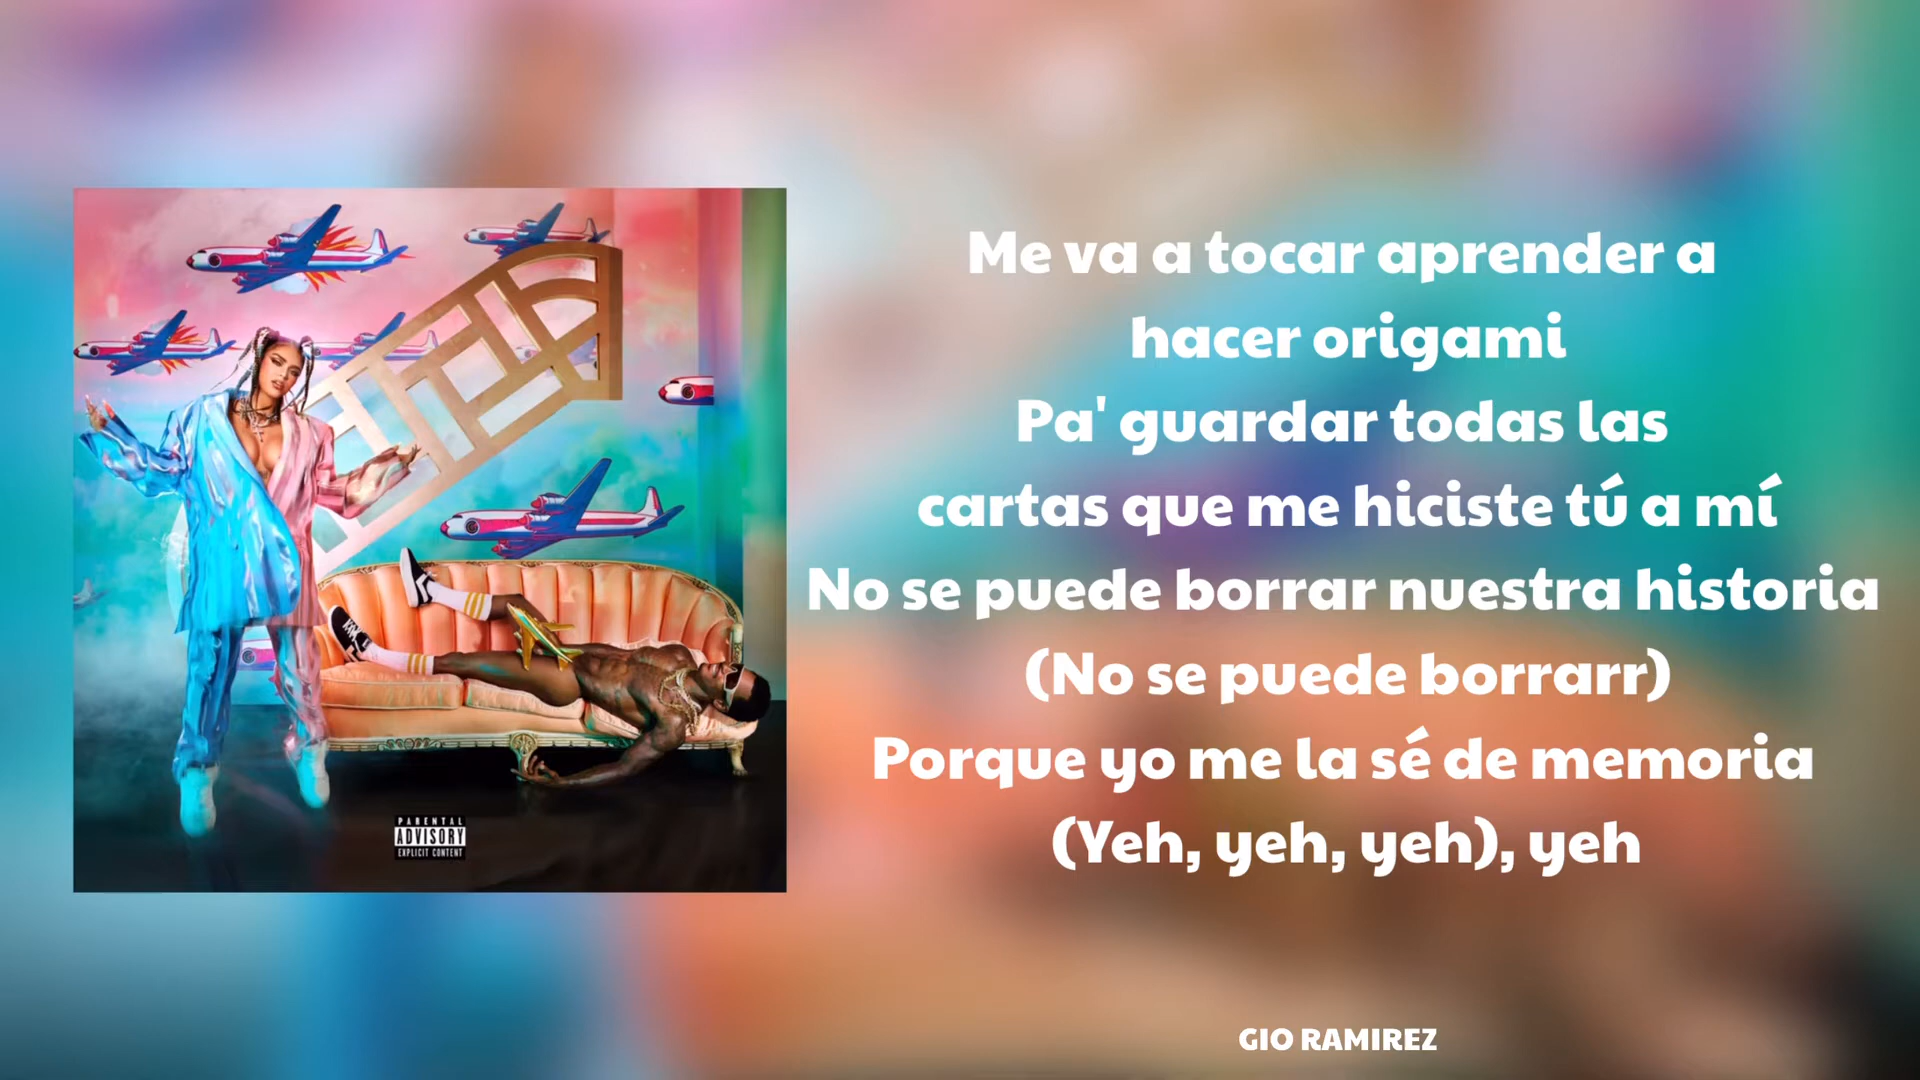 Me va a tocar aprender a
hacer origami
Pa' guardar todas las
cartas que me hiciste tú a mí
No se puede borrar nuestra historia
(No se puede borrarr)
Porque yo me la sé de memoria
(Yeh, yeh, yeh), yeh
PARENTAL
ADVISORY
EXPLICIT CONTENT
GIO RAMIREZ